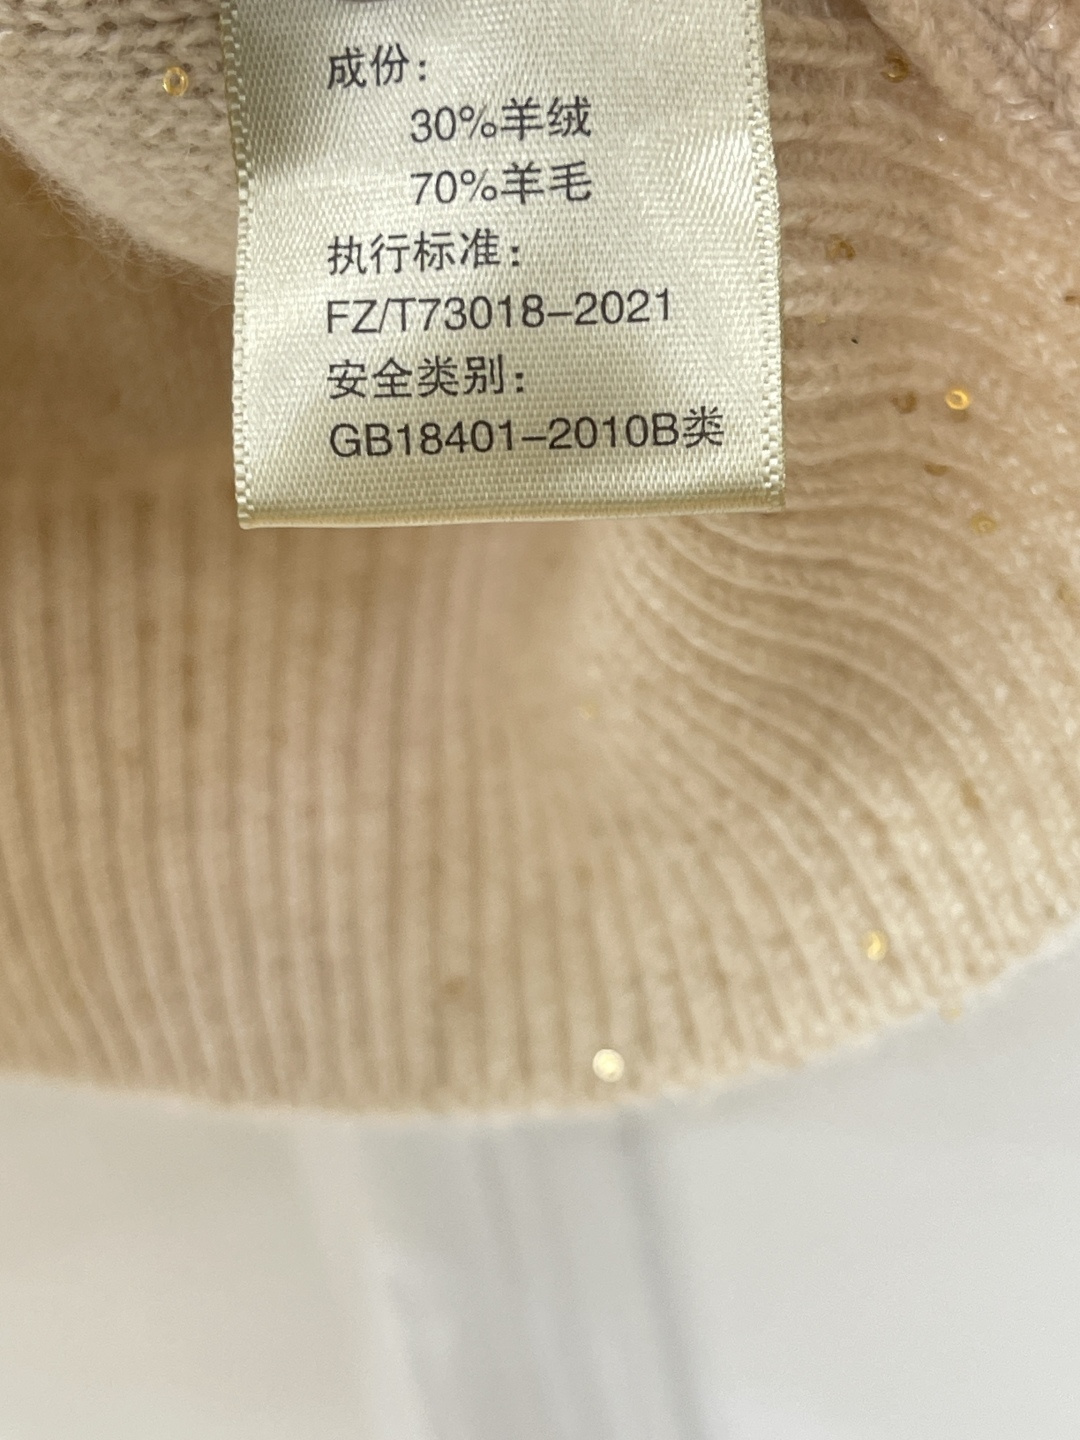 成份：
30%羊绒
70%羊毛
执行标准：
FZ/T73018–2021
安全类别：
GB18401–2010B类